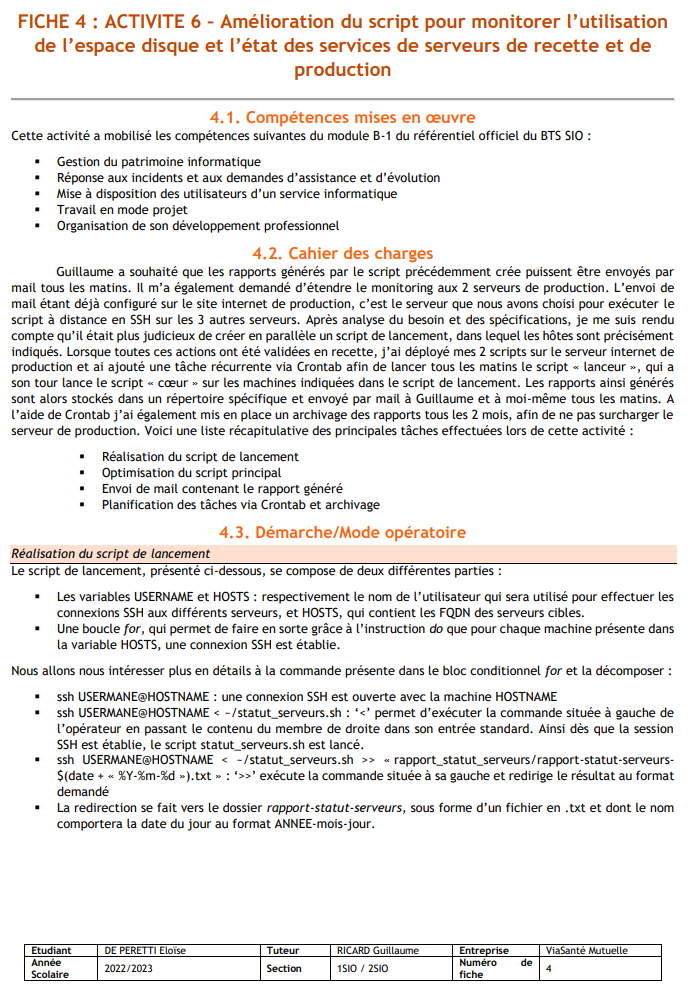 FICHE 4 : ACTIVITE 6 – Amélioration du script pour monitorer l’utilisation
de l’espace disque et l’état des services de serveurs de recette et de
production
4.1. Compétences mises en œuvre
Cette activité a mobilisé les compétences suivantes du module B-1 du référentiel officiel du BTS SIO :
▪ Gestion du patrimoine informatique
▪ Réponse aux incidents et aux demandes d’assistance et d’évolution
▪ Mise à disposition des utilisateurs d’un service informatique
▪ Travail en mode projet
▪ Organisation de son développement professionnel
4.2. Cahier des charges
Guillaume a souhaité que les rapports générés par le script précédemment crée puissent être envoyés par
mail tous les matins. Il m’a également demandé d’étendre le monitoring aux 2 serveurs de production. L’envoi de
mail étant déjà configuré sur le site internet de production, c’est le serveur que nous avons choisi pour exécuter le
script à distance en SSH sur les 3 autres serveurs. Après analyse du besoin et des spécifications, je me suis rendu
compte qu’il était plus judicieux de créer en parallèle un script de lancement, dans lequel les hôtes sont précisément
indiqués. Lorsque toutes ces actions ont été validées en recette, j’ai déployé mes 2 scripts sur le serveur internet de
production et ai ajouté une tâche récurrente via Crontab afin de lancer tous les matins le script « lanceur », qui a
son tour lance le script « cœur » sur les machines indiquées dans le script de lancement. Les rapports ainsi générés
sont alors stockés dans un répertoire spécifique et envoyé par mail à Guillaume et à moi-même tous les matins. A
l’aide de Crontab j’ai également mis en place un archivage des rapports tous les 2 mois, afin de ne pas surcharger le
serveur de production. Voici une liste récapitulative des principales tâches effectuées lors de cette activité :
▪ Réalisation du script de lancement
▪ Optimisation du script principal
▪ Envoi de mail contenant le rapport généré
▪ Planification des tâches via Crontab et archivage
4.3. Démarche/Mode opératoire
Réalisation du script de lancement
Le script de lancement, présenté ci-dessous, se compose de deux différentes parties :
▪ Les variables USERNAME et HOSTS : respectivement le nom de l’utilisateur qui sera utilisé pour effectuer les
connexions SSH aux différents serveurs, et HOSTS, qui contient les FQDN des serveurs cibles.
▪ Une boucle for, qui permet de faire en sorte grâce à l’instruction do que pour chaque machine présente dans
la variable HOSTS, une connexion SSH est établie.
Nous allons nous intéresser plus en détails à la commande présente dans le bloc conditionnel for et la décomposer :
▪ ssh USERMANE@HOSTNAME : une connexion SSH est ouverte avec la machine HOSTNAME
▪ ssh USERMANE@HOSTNAME < ~/statut_serveurs.sh : ‘<’ permet d’exécuter la commande située à gauche de
l’opérateur en passant le contenu du membre de droite dans son entrée standard. Ainsi dès que la session
SSH est établie, le script statut_serveurs.sh est lancé.
▪ ssh USERMANE@HOSTNAME < ~/statut_serveurs.sh >> « rapport_statut_serveurs/rapport-statut-serveurs-
$(date + « %Y-%m-%d »).txt » : ‘>>’ exécute la commande située à sa gauche et redirige le résultat au format
demandé
▪ La redirection se fait vers le dossier rapport-statut-serveurs, sous forme d’un fichier en .txt et dont le nom
comportera la date du jour au format ANNEE-mois-jour.
Etudiant DE PERETTI Eloïse Tuteur RICARD Guillaume Entreprise ViaSanté Mutuelle
Année Scolaire 2022/2023 Section 1SIO / 2SIO Numéro de fiche 4